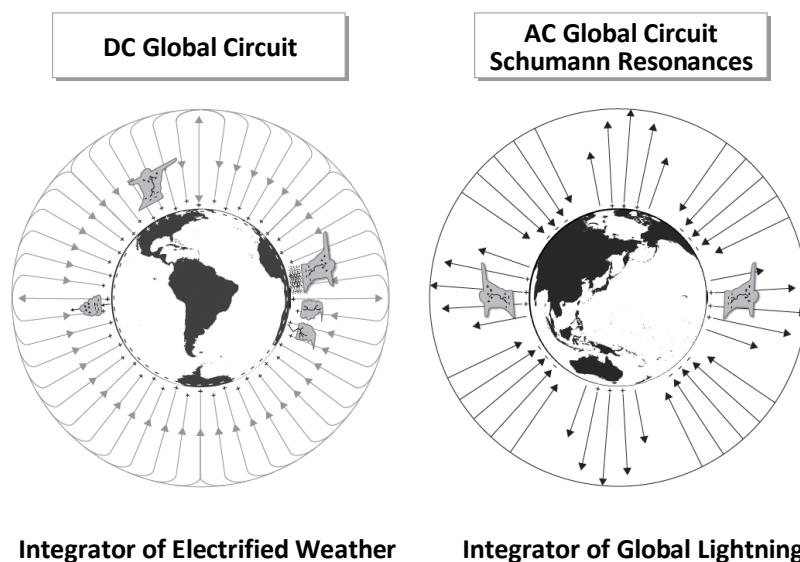 DC Global Circuit
AC Global Circuit
Schumann Resonances
Integrator of Electrified Weather
Integrator of Global Lightning